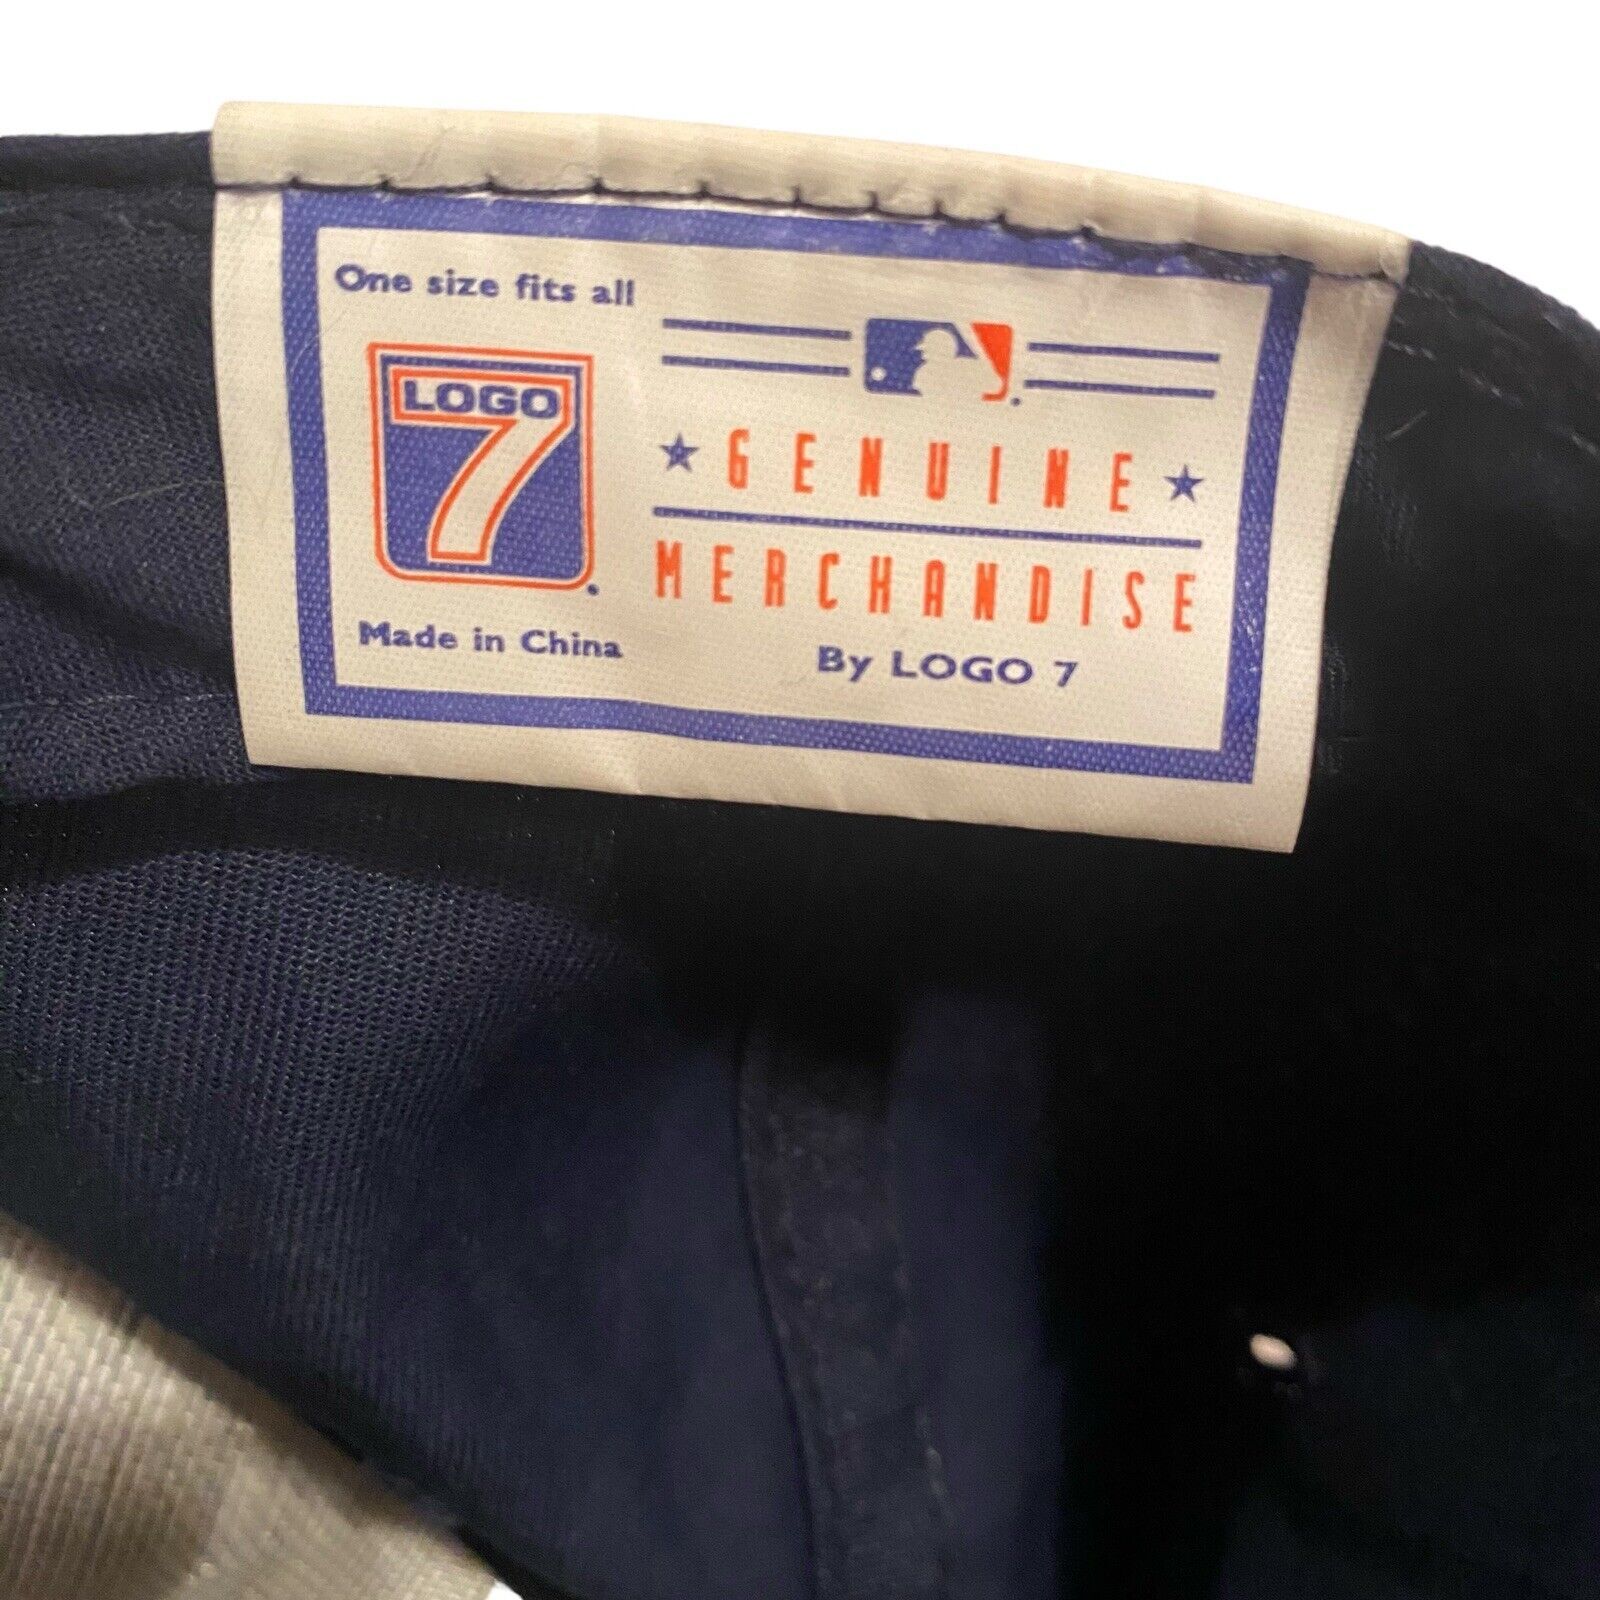 One size fits all
LOGO
7
Made in China
GENUINE
MERCHANDISE
By LOGO 7